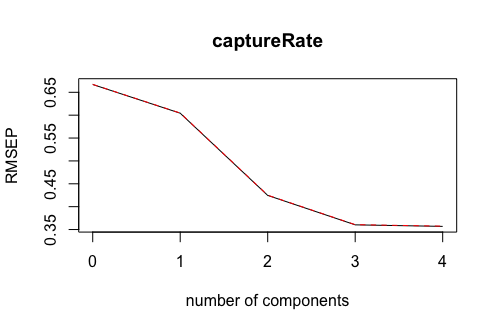 captureRate
RMSEP
0.65
0.55
0.45
0.35
0 1 2 3 4
number of components